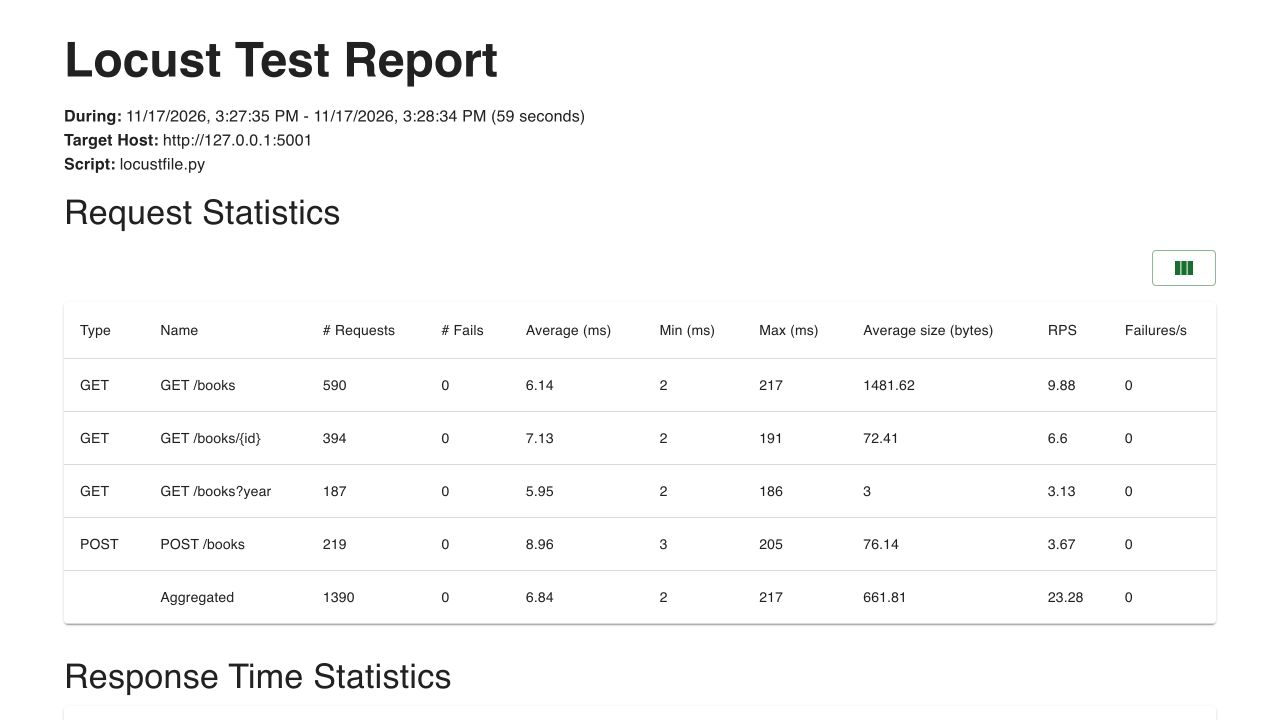 Locust Test Report
During: 11/17/2026, 3:27:35 PM - 11/17/2026, 3:28:34 PM (59 seconds)
Target Host: http://127.0.0.1:5001
Script: locustfile.py
Request Statistics
Type Name # Requests # Fails Average (ms) Min (ms) Max (ms) Average size (bytes) RPS Failures/s
GET GET /books 590 0 6.14 2 217 1481.62 9.88 0
GET GET /books/{id} 394 0 7.13 2 191 72.41 6.6 0
GET GET /books?year 187 0 5.95 2 186 3 3.13 0
POST POST /books 219 0 8.96 3 205 76.14 3.67 0
Aggregated 1390 0 6.84 2 217 661.81 23.28 0
Response Time Statistics